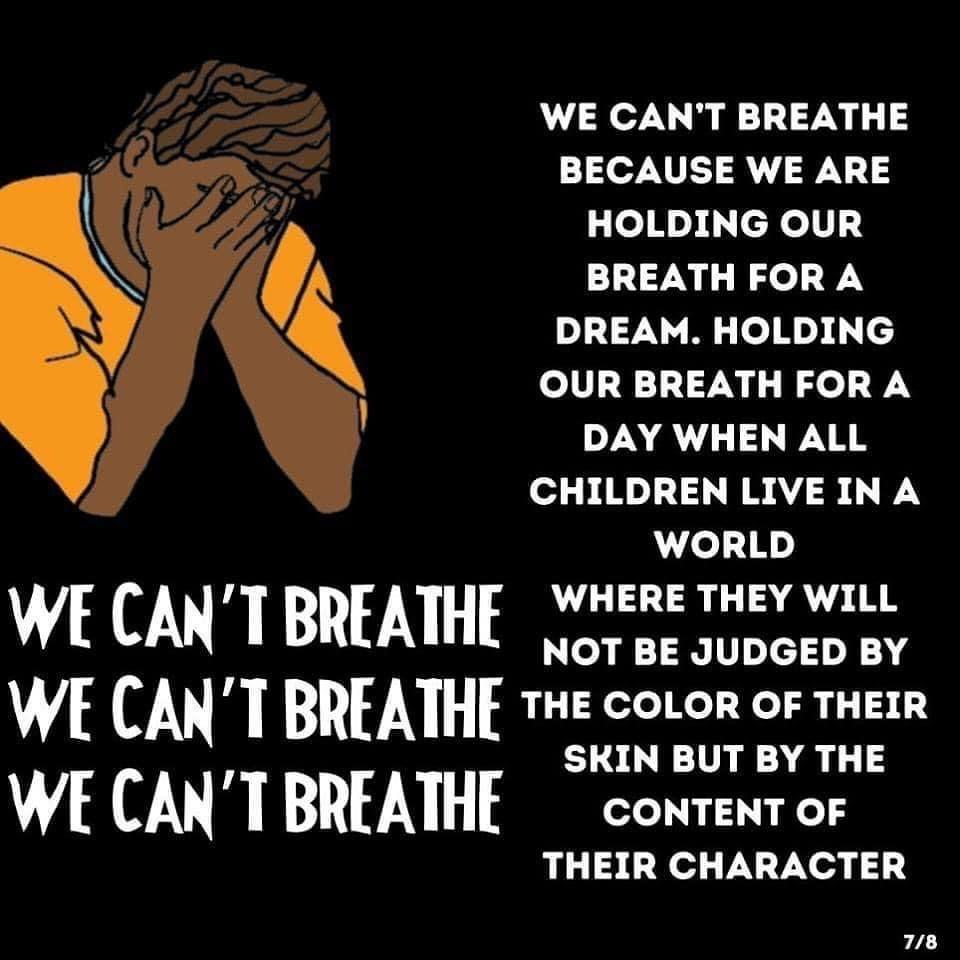 WE CAN'T BREATHE
BECAUSE WE ARE
HOLDING OUR
BREATH FOR A
DREAM. HOLDING
OUR BREATH FOR A
DAY WHEN ALL
CHILDREN LIVE IN A
WORLD
WHERE THEY WILL
NOT BE JUDGED BY
THE COLOR OF THEIR
SKIN BUT BY THE
CONTENT OF
THEIR CHARACTER
WE CAN'T BREATHE
WE CAN'T BREATHE
WE CAN'T BREATHE
7/8